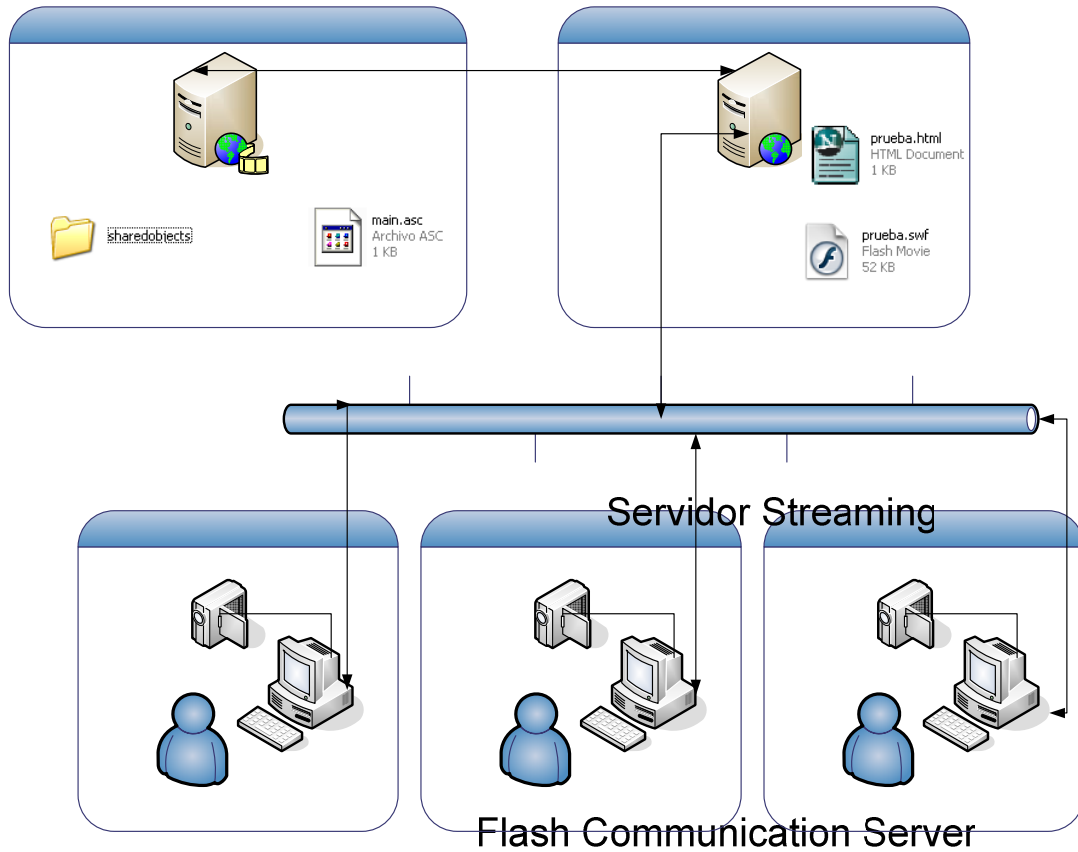 prueba.html
HTML Document
1 KB
sharedobjects
main.asc
Archivo ASC
1 KB
prueba.swf
Flash Movie
52 KB
Servidor Streaming
Flash Communication Server